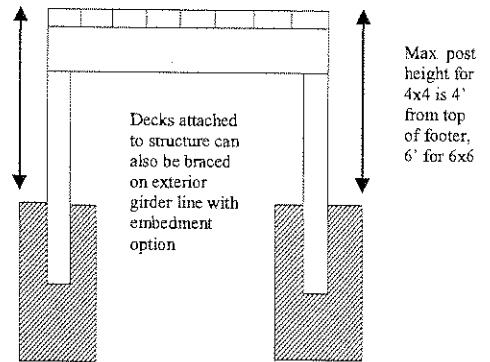 Max. post
height for
4x4 is 4'
from top
of footer,
6' for 6x6
Decks attached
to structure can
also be braced
on exterior
girder line with
embedment
option